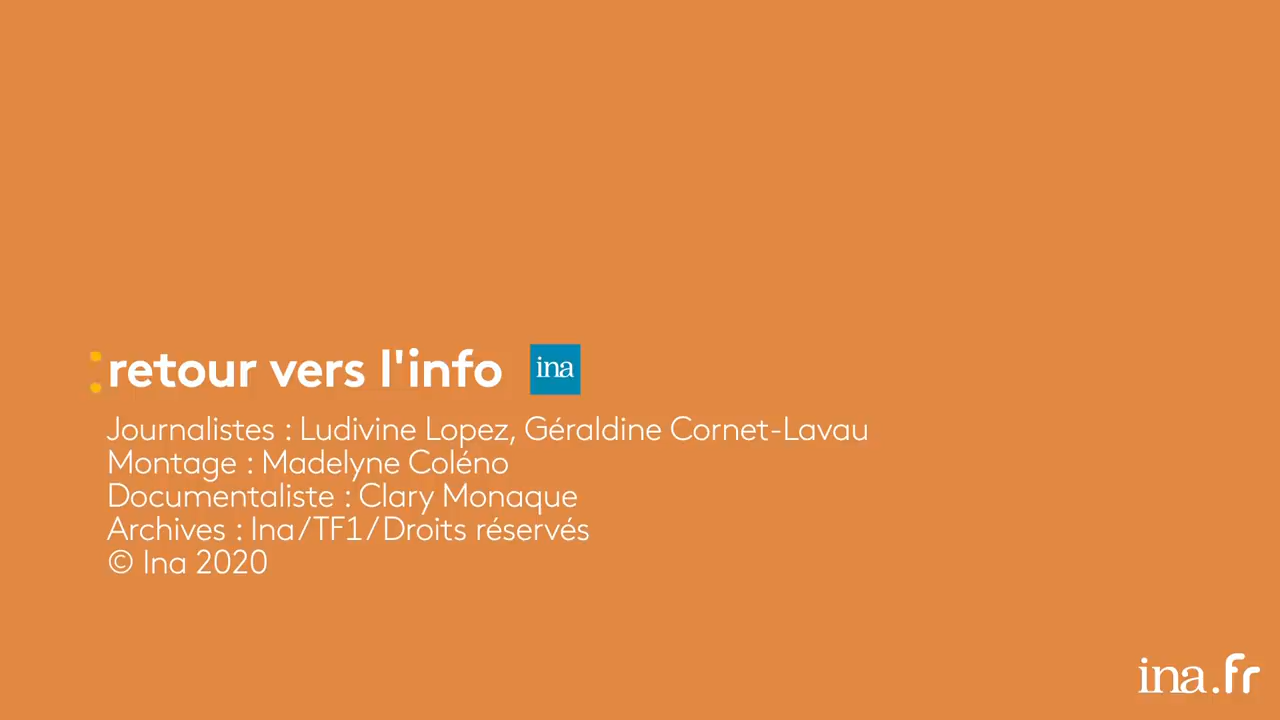 :retour vers l'info ina
Journalistes : Ludivine Lopez, Géraldine Cornet-Lavau
Montage : Madelyne Coléno
Documentaliste : Clary Monaque
Archives : Ina/TF1/Droits réservés
© Ina 2020
ina.fr